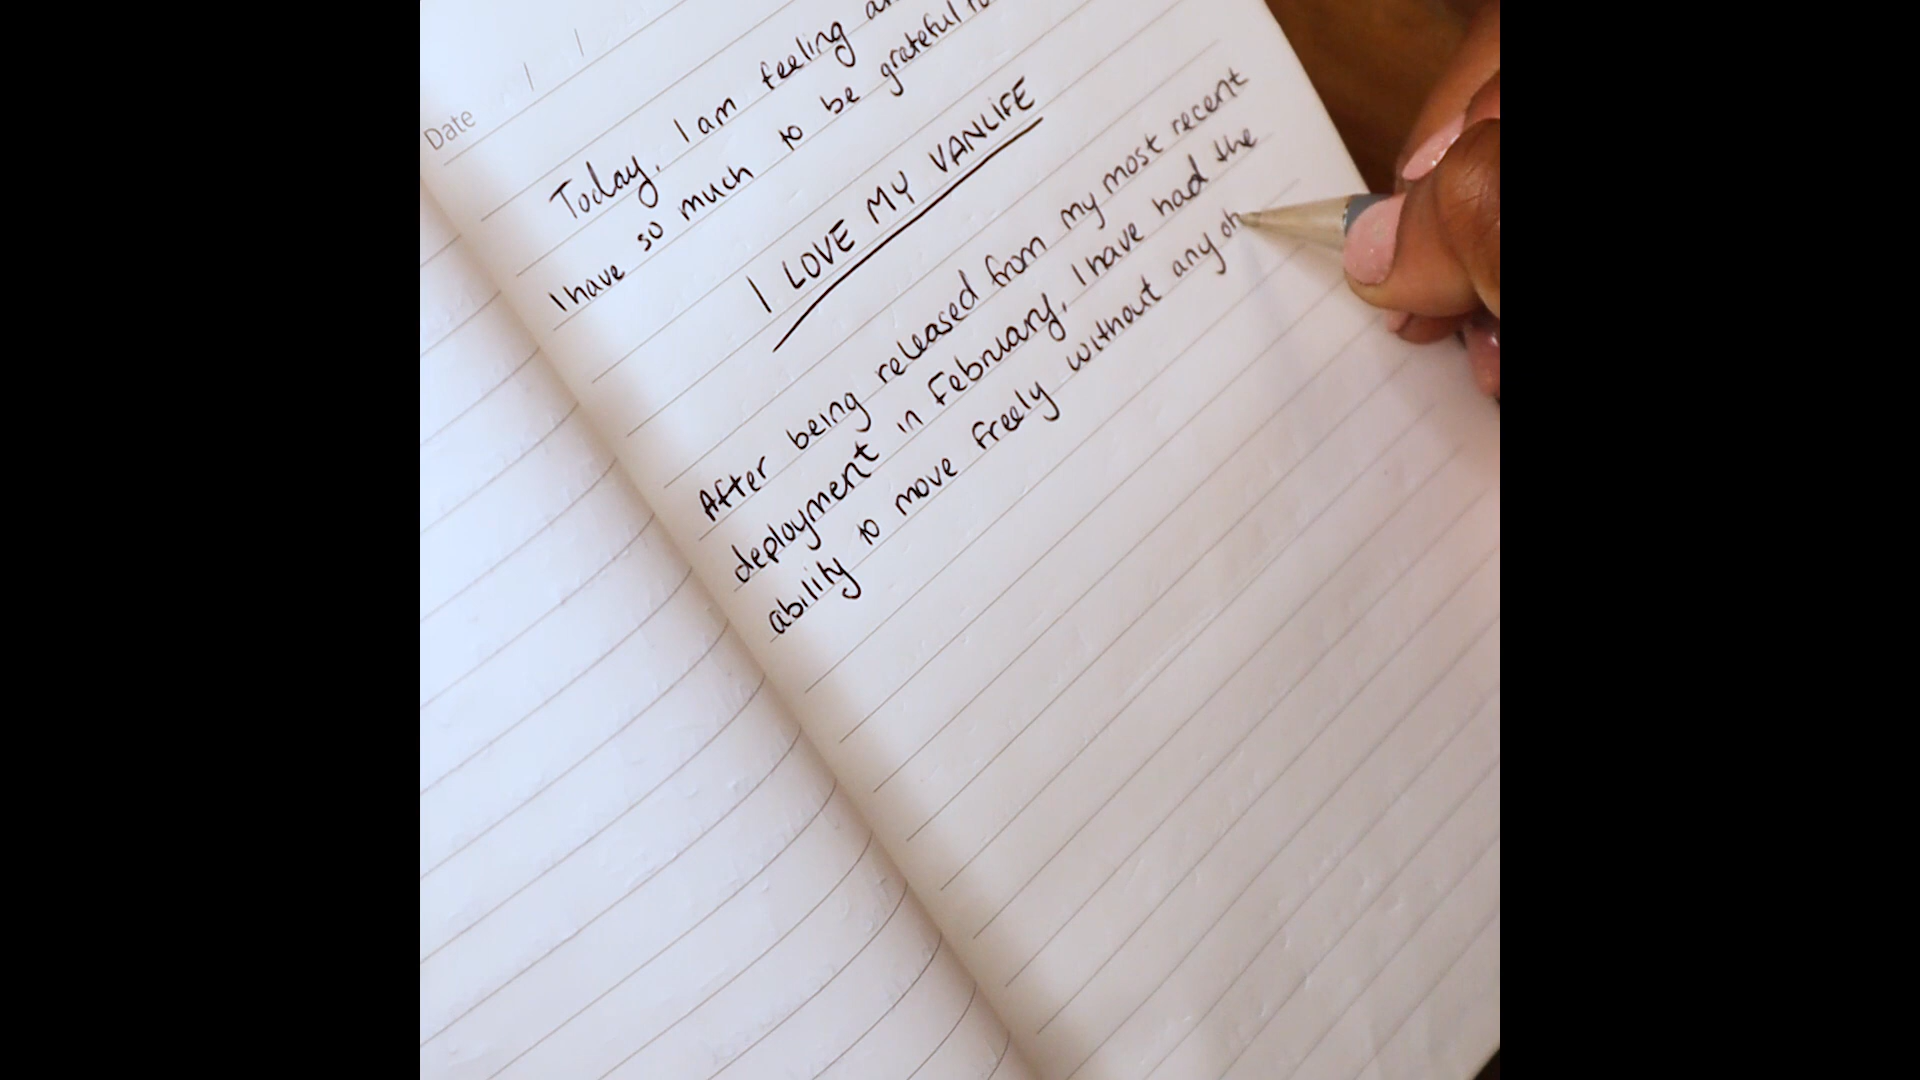 Date / /
Today, I am feeling
I have so much to be grateful
I LOVE MY VANLIFE
After being released from my most recent
deployment in February, I have had the
ability to move freely without any